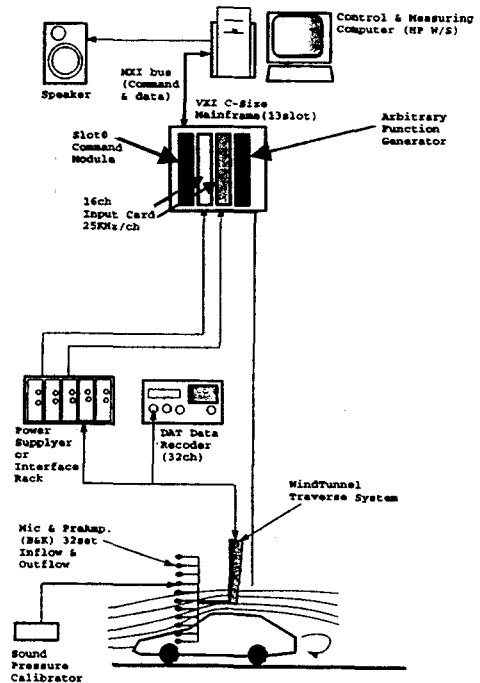 Control & Measuring
Computer (HP W/S)
MXI bus
(Command
& data)
Speaker
VXI C-Size
Mainframe(13slot)
Arbitrary
Function
Generator
Slot0
Command
Module
16ch
Input Card
25KHz/ch
Power
Supplyer
or
Interface
Rack
DAT Data
Recoder
(32ch)
WindTunnel
Traverse System
Mic & PreAmp.
(B&K) 32set
Inflow &
Outflow
Sound
Pressure
Calibrator